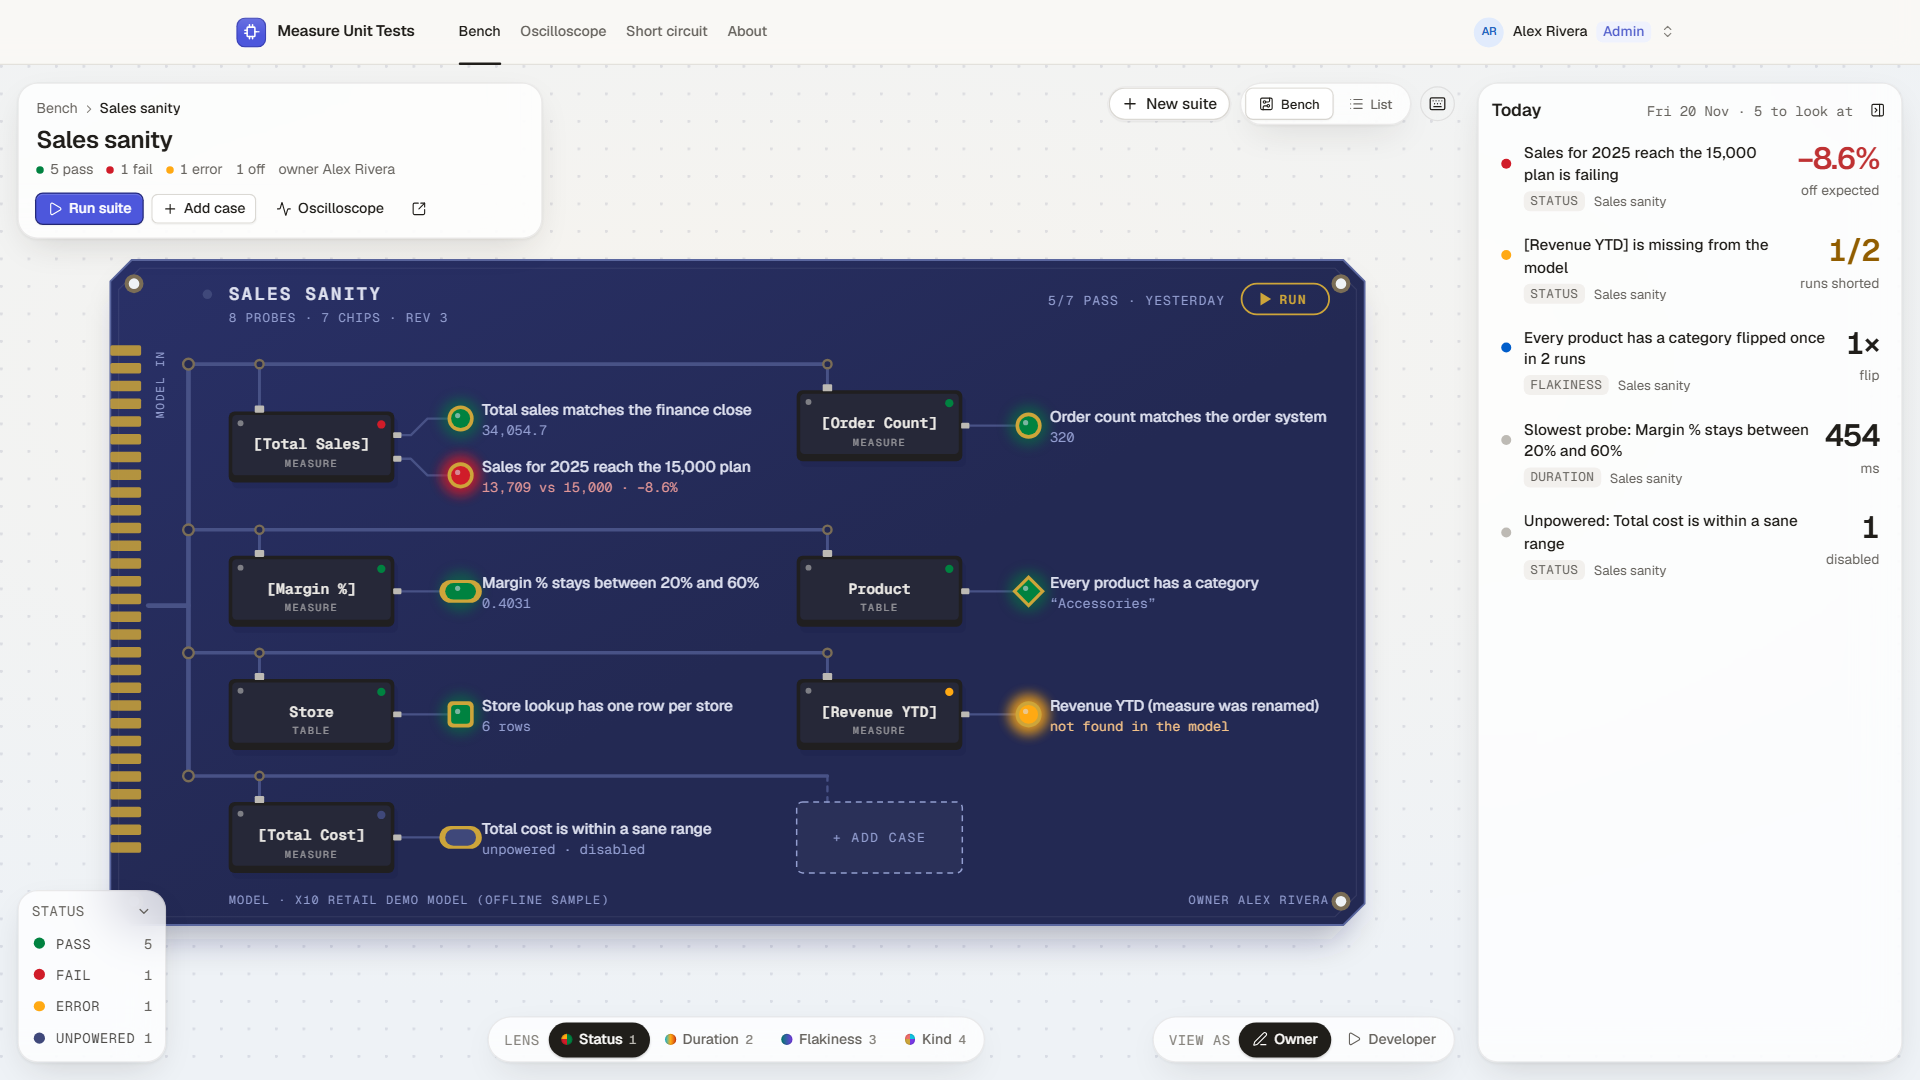 Measure Unit Tests
Bench
Oscilloscope
Short circuit
About
AR
Alex Rivera
Admin
Bench › Sales sanity
Sales sanity
5 pass
1 fail
1 error
1 off
owner Alex Rivera
Run suite
Add case
Oscilloscope
New suite
Bench
List
SALES SANITY
8 PROBES · 7 CHIPS · REV 3
5/7 PASS · YESTERDAY
RUN
MODEL IN
[Total Sales]
MEASURE
Total sales matches the finance close
34,054.7
Sales for 2025 reach the 15,000 plan
13,709 vs 15,000 · −8.6%
[Order Count]
MEASURE
Order count matches the order system
320
[Margin %]
MEASURE
Margin % stays between 20% and 60%
0.4031
Product
TABLE
Every product has a category
“Accessories”
Store
TABLE
Store lookup has one row per store
6 rows
[Revenue YTD]
MEASURE
Revenue YTD (measure was renamed)
not found in the model
[Total Cost]
MEASURE
Total cost is within a sane range
unpowered · disabled
+ ADD CASE
MODEL · X10 RETAIL DEMO MODEL (OFFLINE SAMPLE)
OWNER ALEX RIVERA
STATUS
PASS 5
FAIL 1
ERROR 1
UNPOWERED 1
LENS
Status 1
Duration 2
Flakiness 3
Kind 4
VIEW AS
Owner
Developer
Today
Fri 20 Nov · 5 to look at
Sales for 2025 reach the 15,000
plan is failing
STATUS Sales sanity
−8.6%
off expected
[Revenue YTD] is missing from the
model
STATUS Sales sanity
1/2
runs shorted
Every product has a category flipped once
in 2 runs
FLAKINESS Sales sanity
1×
flip
Slowest probe: Margin % stays between
20% and 60%
DURATION Sales sanity
454
ms
Unpowered: Total cost is within a sane
range
STATUS Sales sanity
1
disabled